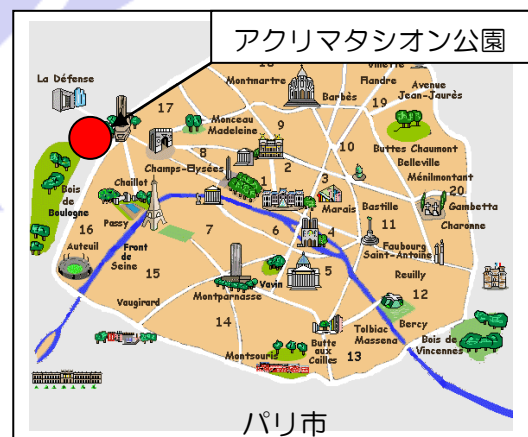 アクリマタシオン公園
La Défense
Montmartre
Flandre
Avenue
Jean-Jaurès
Barbès
17
19
Monceau
Madeleine
9
10
Buttes Chaumont
Belleville
8
Ménilmontant
Champs-Elysées
2
Chaillot
1
3
20
Bois
de
Boulogne
Marais
Bastille
Gambetta
Passy
11
Charonne
16
7
6
4
Faubourg
Saint-Antoine
Auteuil
Front
de
Seine
15
5
Reuilly
Vavin
12
Vaugirard
Montparnasse
14
Bercy
Tolbiac
Massena
Butte
aux
Cailles
Bois de
Vincennes
Montsouris
13
パリ市